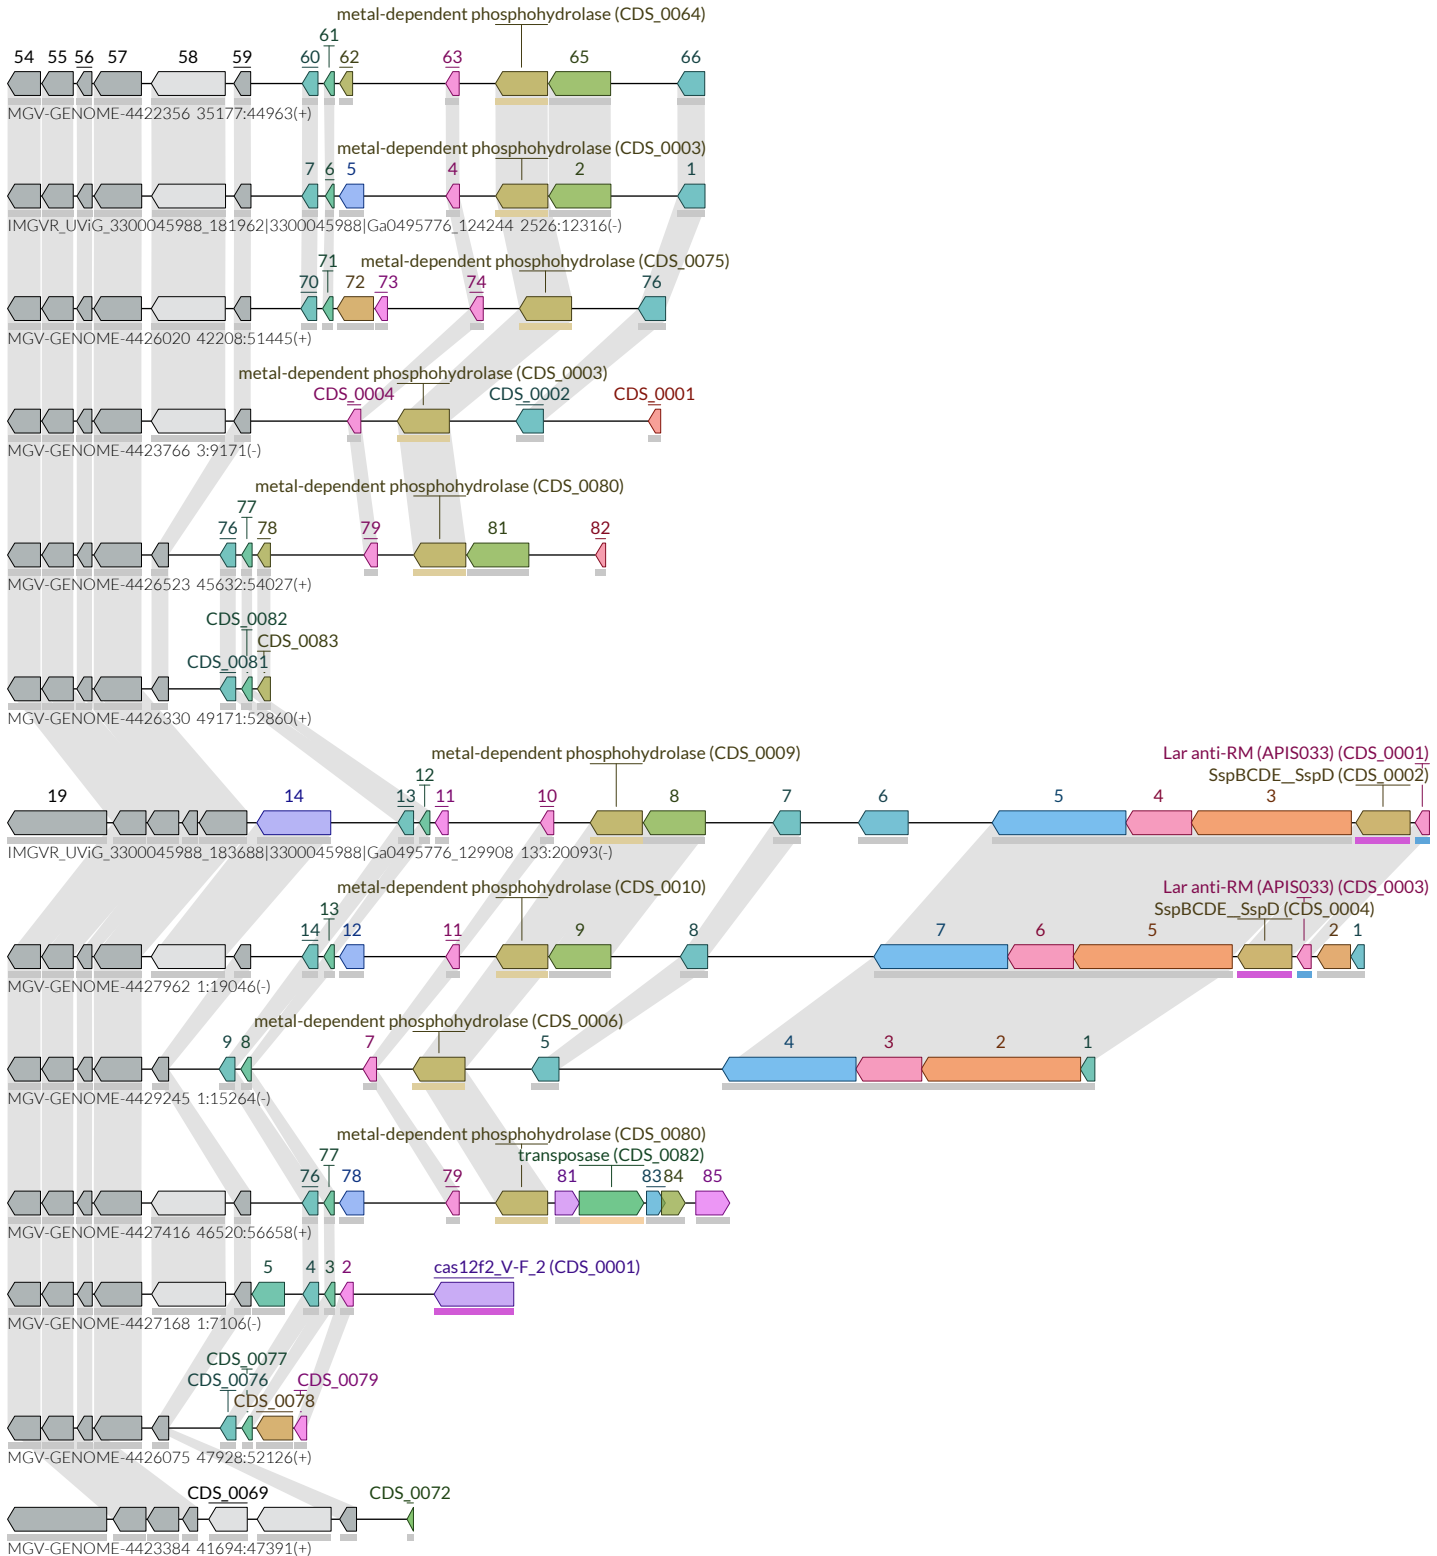 metal-dependent phosphohydrolase (CDS_0064)
61
54 55 56 57 58 59 60 62 63 65 66
MGV-GENOME-4422356 35177:44963(+)
metal-dependent phosphohydrolase (CDS_0003)
7 6 5 4 2 1
IMGVR_UViG_3300045988_181962|3300045988|Ga0495776_124244 2526:12316(-)
metal-dependent phosphohydrolase (CDS_0075)
71
70 72 73 74 76
MGV-GENOME-4426020 42208:51445(+)
metal-dependent phosphohydrolase (CDS_0003)
CDS_0004 CDS_0002 CDS_0001
MGV-GENOME-4423766 3:9171(-)
metal-dependent phosphohydrolase (CDS_0080)
77
76 78 79 81 82
MGV-GENOME-4426523 45632:54027(+)
CDS_0082
CDS_0083
CDS_0081
MGV-GENOME-4426330 49171:52860(+)
metal-dependent phosphohydrolase (CDS_0009) Lar anti-RM (APIS033) (CDS_0001)
12 SspBCDE__SspD (CDS_0002)
19 14 13 11 10 8 7 6 5 4 3
IMGVR_UViG_3300045988_183688|3300045988|Ga0495776_129908 133:20093(-)
metal-dependent phosphohydrolase (CDS_0010) Lar anti-RM (APIS033) (CDS_0003)
13 SspBCDE__SspD (CDS_0004)
14 12 11 9 8 7 6 5 2 1
MGV-GENOME-4427962 1:19046(-)
metal-dependent phosphohydrolase (CDS_0006)
9 8 7 5 4 3 2 1
MGV-GENOME-4429245 1:15264(-)
metal-dependent phosphohydrolase (CDS_0080)
77 transposase (CDS_0082)
76 78 79 81 83 84 85
MGV-GENOME-4427416 46520:56658(+)
5 4 3 2 cas12f2_V-F_2 (CDS_0001)
MGV-GENOME-4427168 1:7106(-)
CDS_0077
CDS_0076 CDS_0079
CDS_0078
MGV-GENOME-4426075 47928:52126(+)
CDS_0069 CDS_0072
MGV-GENOME-4423384 41694:47391(+)